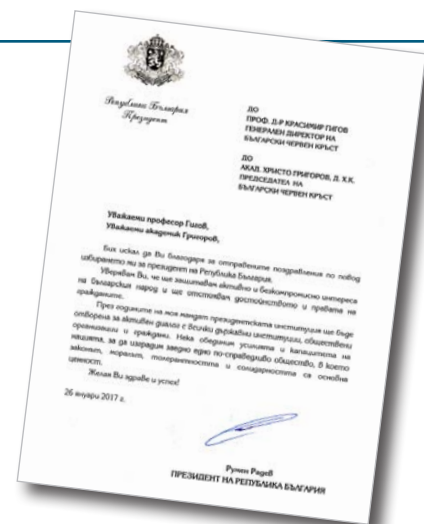 Република България
Президент
ДО
ПРОФ. Д-Р КРАСИМИР ГИГОВ
ГЕНЕРАЛЕН ДИРЕКТОР НА
БЪЛГАРСКИ ЧЕРВЕН КРЪСТ
ДО
АКАД. ХРИСТО ГРИГОРОВ, Д. Х.К.
ПРЕДСЕДАТЕЛ НА
БЪЛГАРСКИ ЧЕРВЕН КРЪСТ
Уважаеми професор Гигов,
Уважаеми академик Григоров,
Бих искал да Ви благодаря за отправените поздравления по повод
избирането ми за президент на Република България.
Уверявам Ви, че ще защитавам активно и безкомпромисно интереса
на българския народ и ще отстоявам достойнството и правата на
гражданите.
През годините на моя мандат президентската институция ще бъде
отворена за активен диалог с всички държавни институции, обществени
организации и граждани. Нека обединим усилията и капацитета на
нацията, за да изградим заедно едно по-справедливо общество, в което
законът, моралът, толерантността и солидарността са основна
ценност.
Желая Ви здраве и успех!
26 януари 2017 г.
Румен Радев
ПРЕЗИДЕНТ НА РЕПУБЛИКА БЪЛГАРИЯ